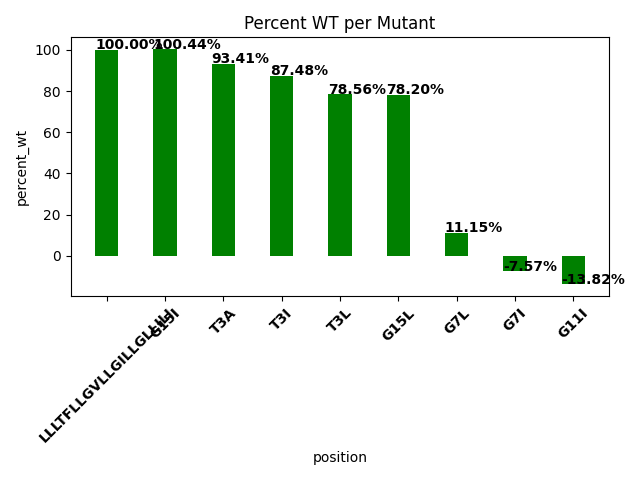 Percent WT per Mutant
100.00%
100.44%
93.41%
87.48%
78.56%
78.20%
11.15%
-7.57%
-13.82%
percent_wt
100
80
60
40
20
0
G15I
T3A
T3I
T3L
G15L
G7L
G7I
G11I
position